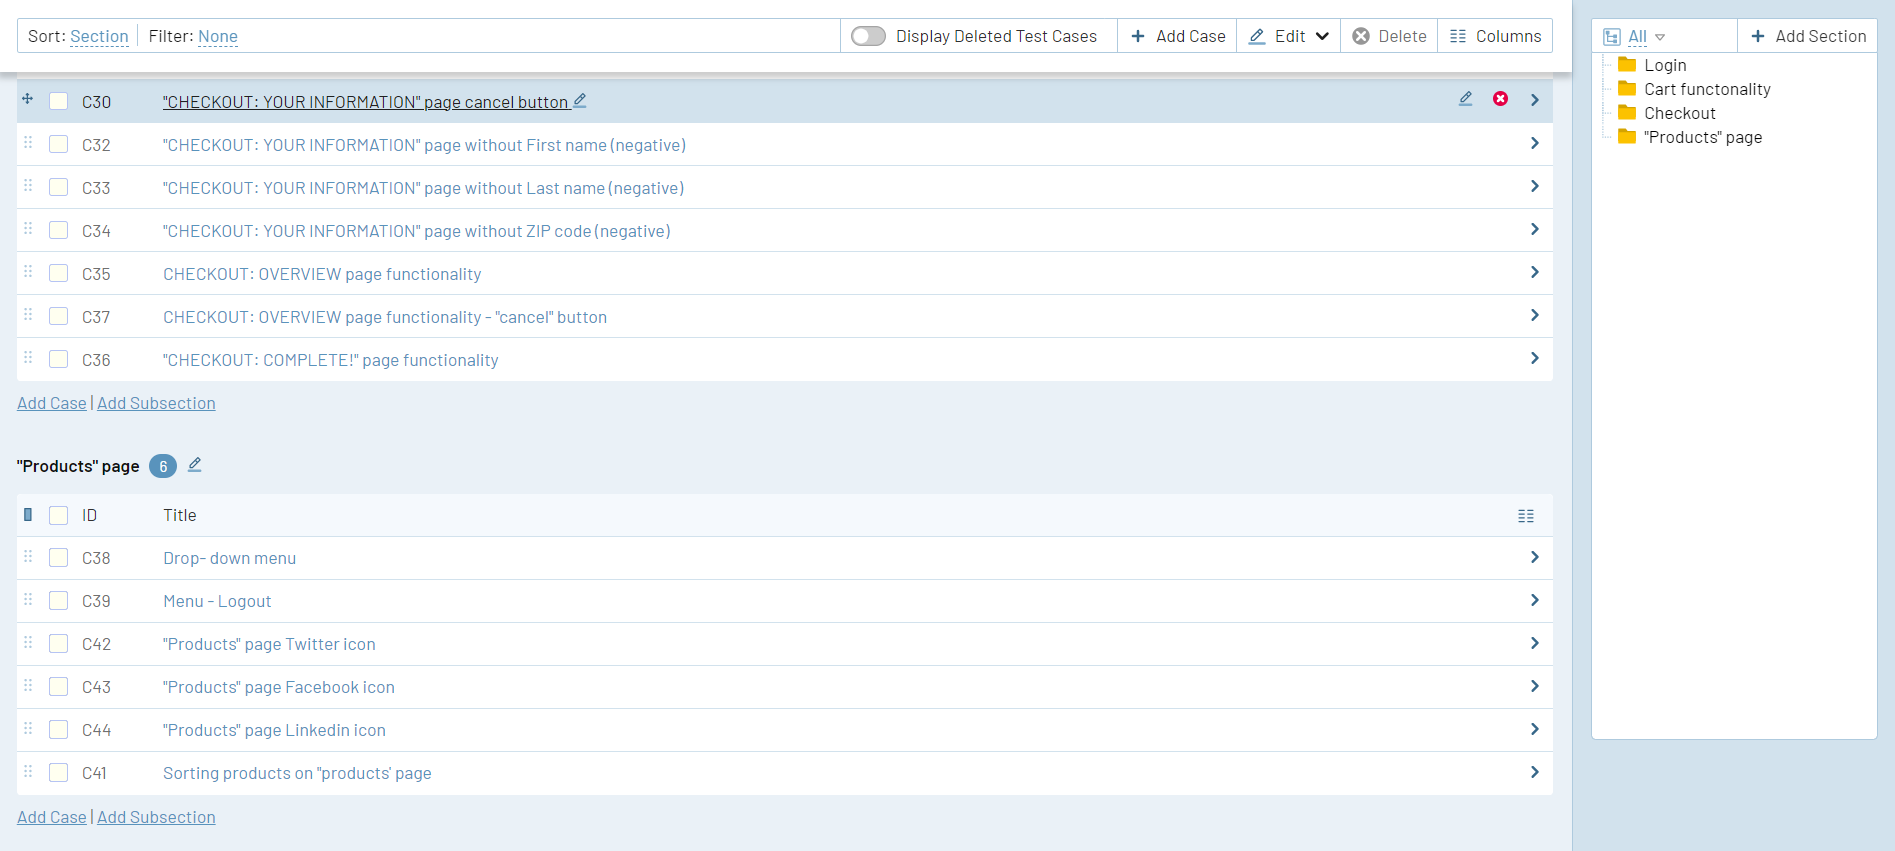 Sort: Section Filter: None Display Deleted Test Cases + Add Case Edit Delete Columns
C30 "CHECKOUT: YOUR INFORMATION" page cancel button
C32 "CHECKOUT: YOUR INFORMATION" page without First name (negative)
C33 "CHECKOUT: YOUR INFORMATION" page without Last name (negative)
C34 "CHECKOUT: YOUR INFORMATION" page without ZIP code (negative)
C35 CHECKOUT: OVERVIEW page functionality
C37 CHECKOUT: OVERVIEW page functionality - "cancel" button
C36 "CHECKOUT: COMPLETE!" page functionality
Add Case | Add Subsection
"Products" page 6
ID Title
C38 Drop- down menu
C39 Menu - Logout
C42 "Products" page Twitter icon
C43 "Products" page Facebook icon
C44 "Products" page Linkedin icon
C41 Sorting products on "products' page
Add Case | Add Subsection
All + Add Section
Login
Cart functonality
Checkout
"Products" page